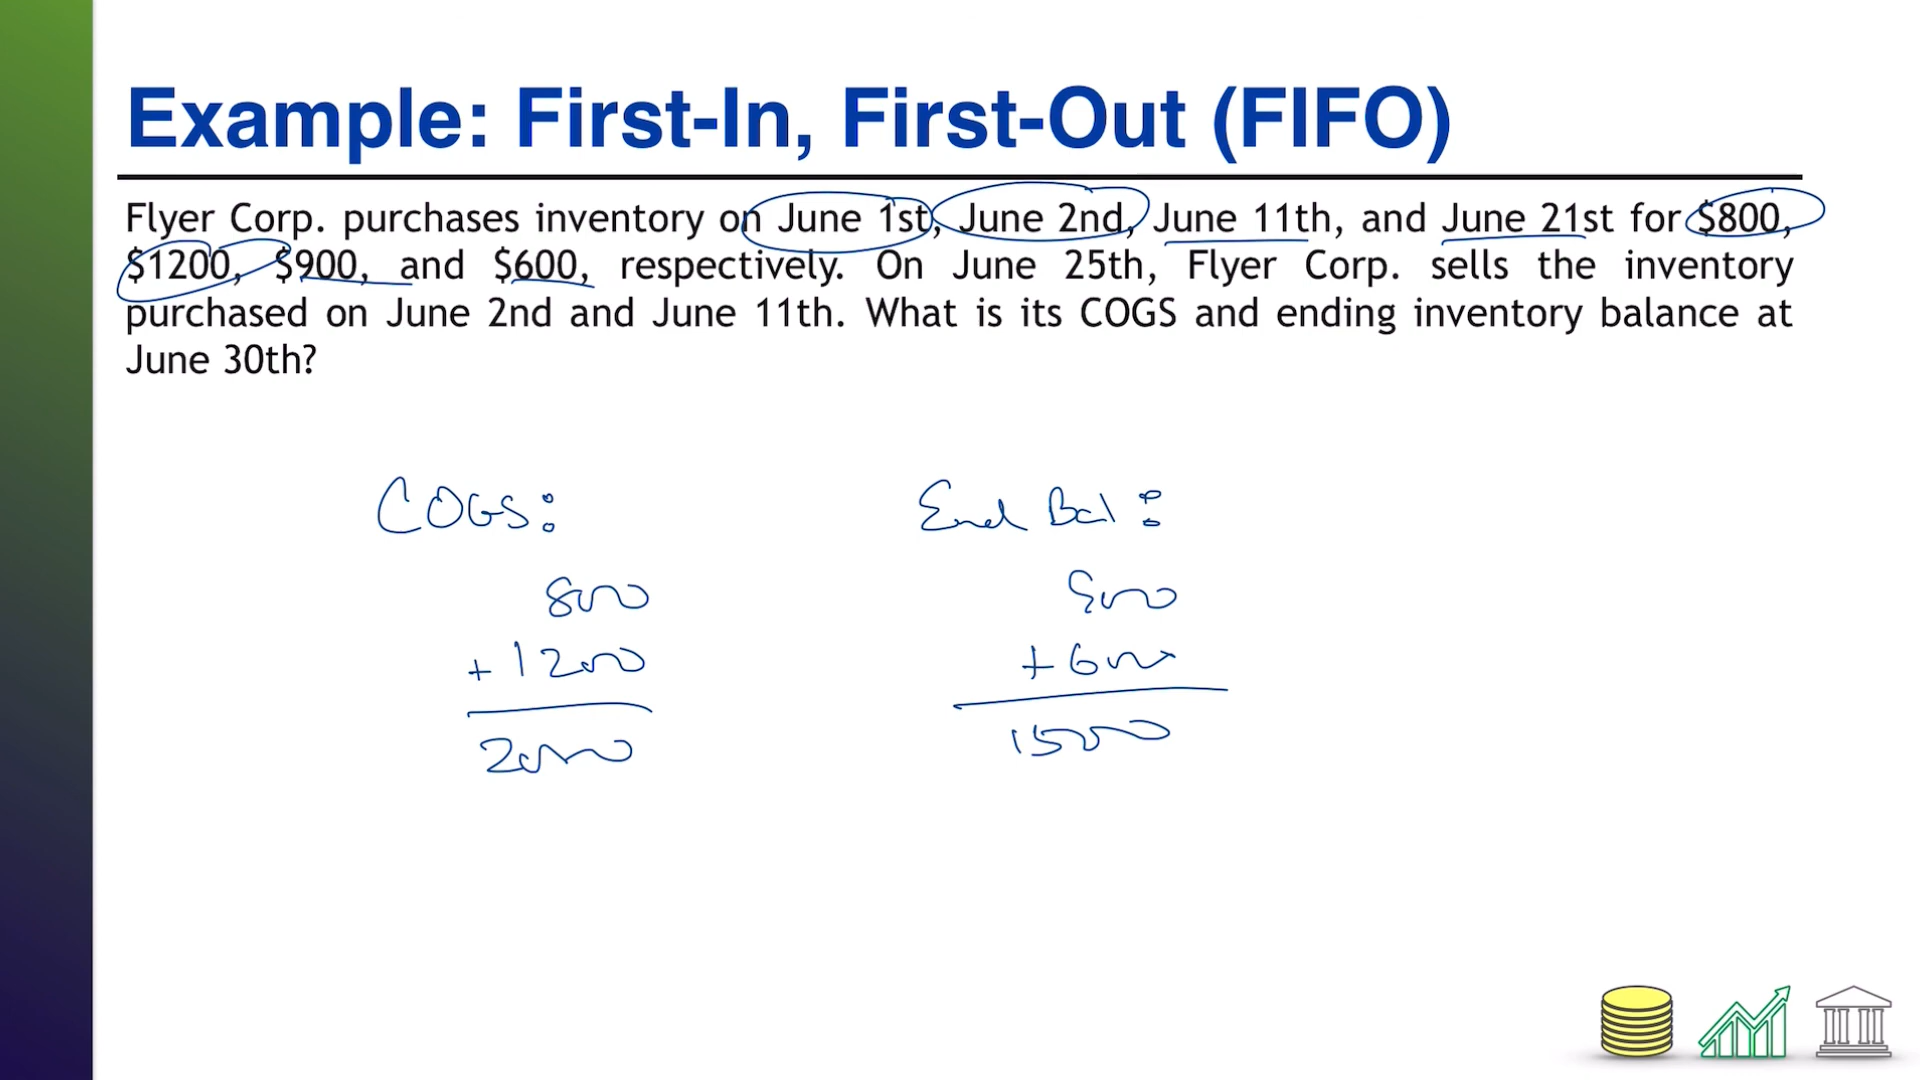 Example: First-In, First-Out (FIFO)
Flyer Corp. purchases inventory on June 1st, June 2nd, June 11th, and June 21st for $800,
$1200, $900, and $600, respectively. On June 25th, Flyer Corp. sells the inventory
purchased on June 2nd and June 11th. What is its COGS and ending inventory balance at
June 30th?
COGS: End Bal:
800 900
+ 1200 + 600
2000 1500